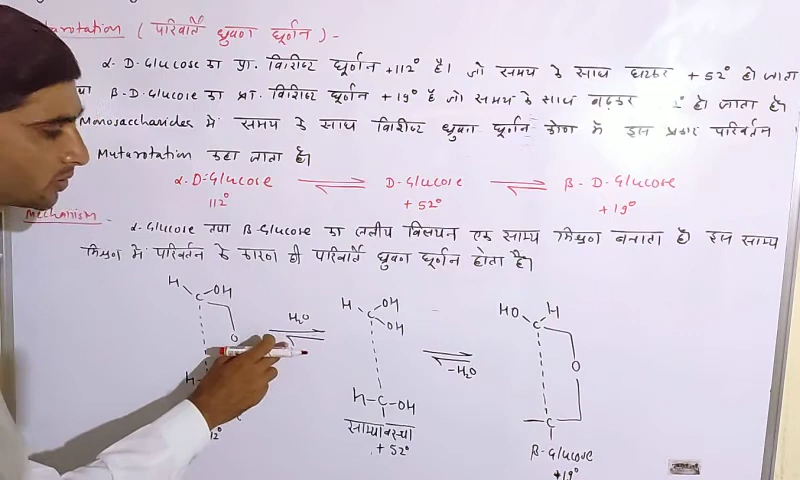 Mutarotation ( परिवर्ती ध्रुवण घूर्णन ) -
α-D-Glucose का प्रा. विशिष्ट घूर्णन +112° है। जो समय के साथ घटकर +52° हो जाता
β-D-Glucose का प्रा. विशिष्ट घूर्णन +19° है जो समय के साथ बढ़कर 2° हो जाता है।
Monosaccharides में समय के साथ विशिष्ट ध्रुवण घूर्णन कोण में इस प्रकार परिवर्तन
Mutarotation कहा जाता है।
α-D-Glucose ⇌ D-Glucose ⇌ β-D-Glucose
112° +52° +19°
Mechanism - α-Glucose तथा β-Glucose का जलीय विलयन एक साम्य मिश्रण बनाता है इस साम्य
मिश्रण में परिवर्तन के कारण ही परिवर्ती ध्रुवण घूर्णन होता है।
H OH H OH HO H
C H₂O C OH C
O ⇌ ⇌ O
-H₂O
H H-C-OH -C
साम्यावस्था β-Glucose
12° +52° +19°